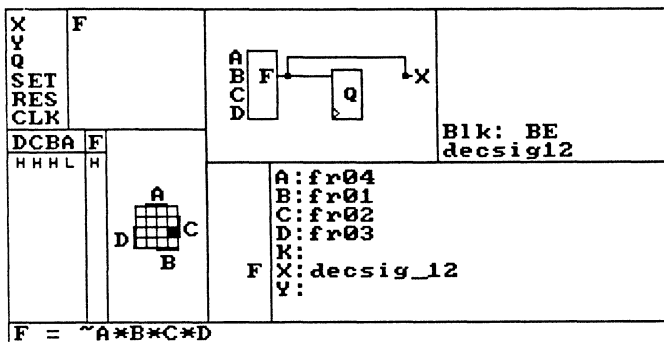 X F
Y
Q
SET
RES
CLK
A
B F
C
D
Q
X
Blk: BE
decsig12
DCBA F
HHHL H
A
D C
B
A:fr04
B:fr01
C:fr02
D:fr03
K:
F X:decsig_12
Y:
F = ~A*B*C*D